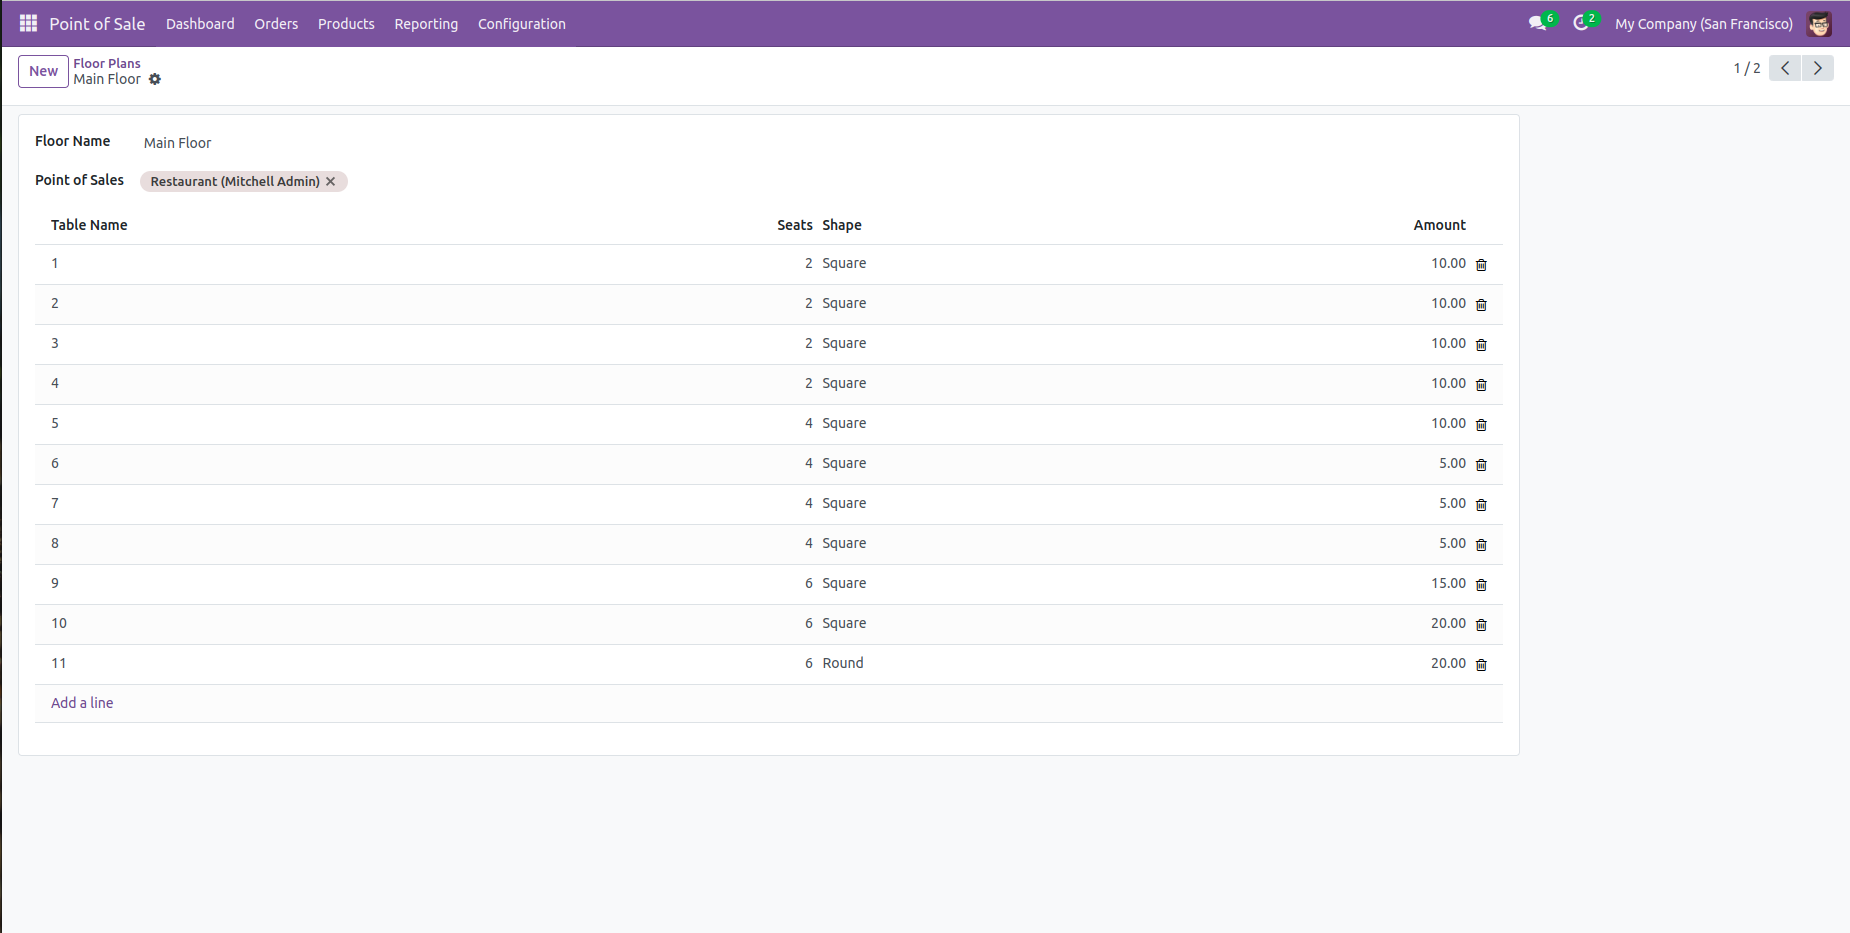 Point of Sale Dashboard Orders Products Reporting Configuration 6 2 My Company (San Francisco)
New Floor Plans 1 / 2
Main Floor
Floor Name Main Floor
Point of Sales Restaurant (Mitchell Admin)
Table Name Seats Shape Amount
1 2 Square 10.00
2 2 Square 10.00
3 2 Square 10.00
4 2 Square 10.00
5 4 Square 10.00
6 4 Square 5.00
7 4 Square 5.00
8 4 Square 5.00
9 6 Square 15.00
10 6 Square 20.00
11 6 Round 20.00
Add a line